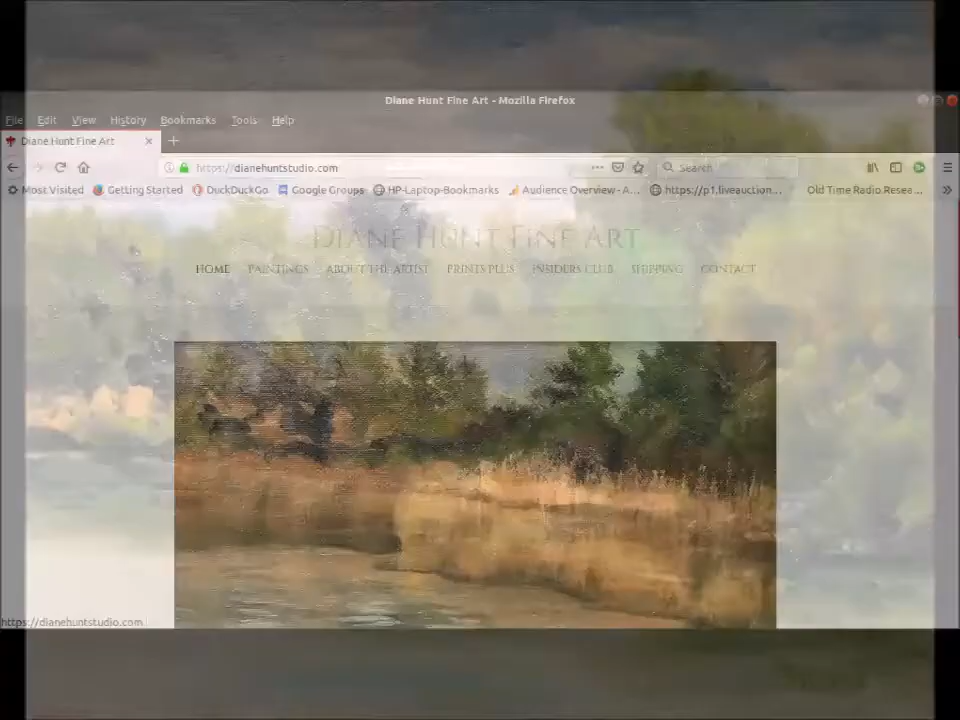 Diane Hunt Fine Art - Mozilla Firefox
File Edit View History Bookmarks Tools Help
Diane Hunt Fine Art × +
https://dianehuntstudio.com ... Search
Most Visited Getting Started DuckDuckGo Google Groups HP-Laptop-Bookmarks Audience Overview - A... https://p1.liveauction... Old Time Radio Resea... »
DIANE HUNT FINE ART
HOME PAINTINGS ABOUT THE ARTIST PRINTS PLUS INSIDERS CLUB SHIPPING CONTACT
https://dianehuntstudio.com